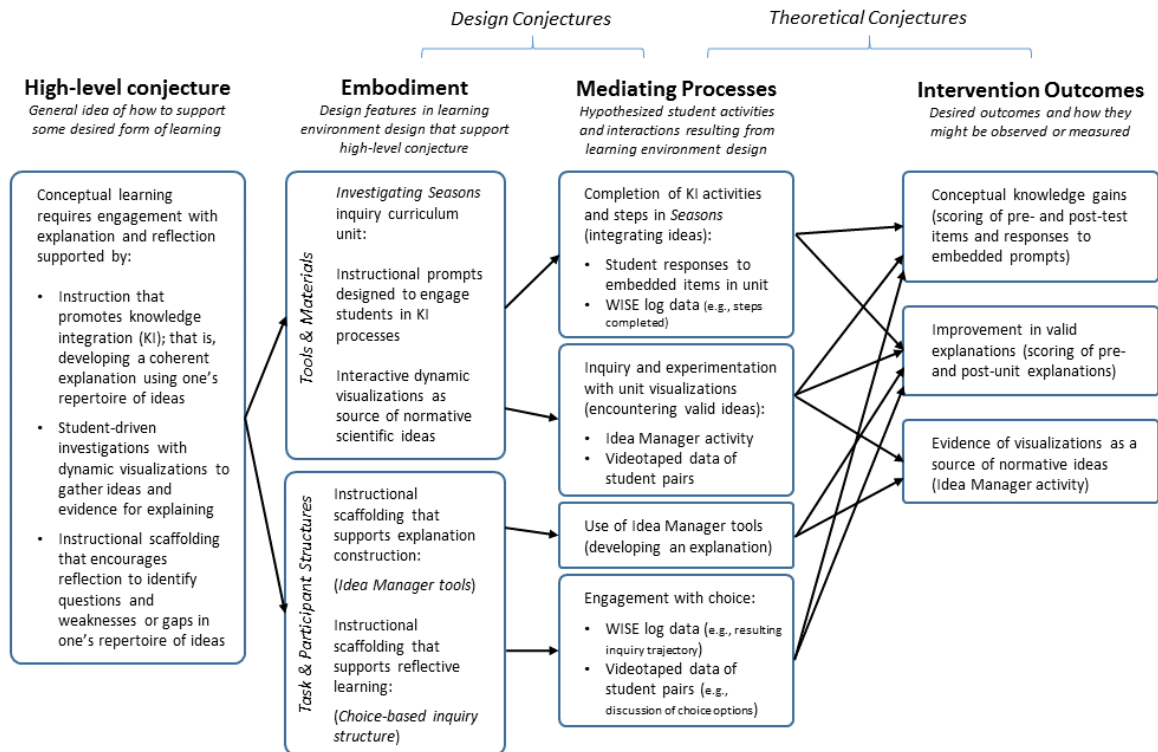 Design Conjectures
Theoretical Conjectures
High-level conjecture
General idea of how to support
some desired form of learning
Embodiment
Design features in learning
environment design that support
high-level conjecture
Mediating Processes
Hypothesized student activities
and interactions resulting from
learning environment design
Intervention Outcomes
Desired outcomes and how they
might be observed or measured
Conceptual learning
requires engagement with
explanation and reflection
supported by:
• Instruction that
promotes knowledge
integration (KI); that is,
developing a coherent
explanation using one's
repertoire of ideas
• Student-driven
investigations with
dynamic visualizations to
gather ideas and
evidence for explaining
• Instructional scaffolding
that encourages
reflection to identify
questions and
weaknesses or gaps in
one's repertoire of ideas
Tools & Materials
Investigating Seasons
inquiry curriculum
unit:
Instructional prompts
designed to engage
students in KI
processes
Interactive dynamic
visualizations as
source of normative
scientific ideas
Task & Participant Structures
Instructional
scaffolding that
supports explanation
construction:
(Idea Manager tools)
Instructional
scaffolding that
supports reflective
learning:
(Choice-based inquiry
structure)
Completion of KI activities
and steps in Seasons
(integrating ideas):
• Student responses to
embedded items in unit
• WISE log data (e.g., steps
completed)
Inquiry and experimentation
with unit visualizations
(encountering valid ideas):
• Idea Manager activity
• Videotaped data of
student pairs
Use of Idea Manager tools
(developing an explanation)
Engagement with choice:
• WISE log data (e.g., resulting
inquiry trajectory)
• Videotaped data of
student pairs (e.g.,
discussion of choice options)
Conceptual knowledge gains
(scoring of pre- and post-test
items and responses to
embedded prompts)
Improvement in valid
explanations (scoring of pre-
and post-unit explanations)
Evidence of visualizations as a
source of normative ideas
(Idea Manager activity)